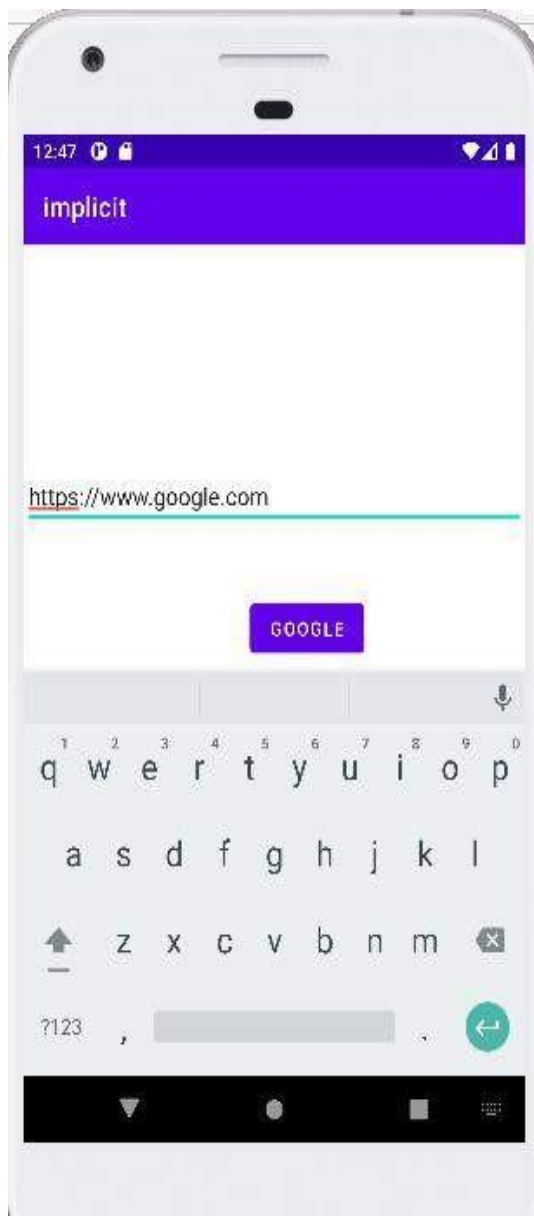 12:47
implicit
https://www.google.com
GOOGLE
1 2 3 4 5 6 7 8 9 0
q w e r t y u i o p
a s d f g h j k l
z x c v b n m
?123 , .